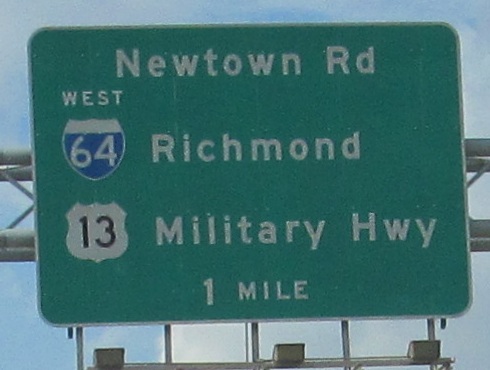 Newtown Rd
WEST
64 Richmond
13 Military Hwy
1 MILE